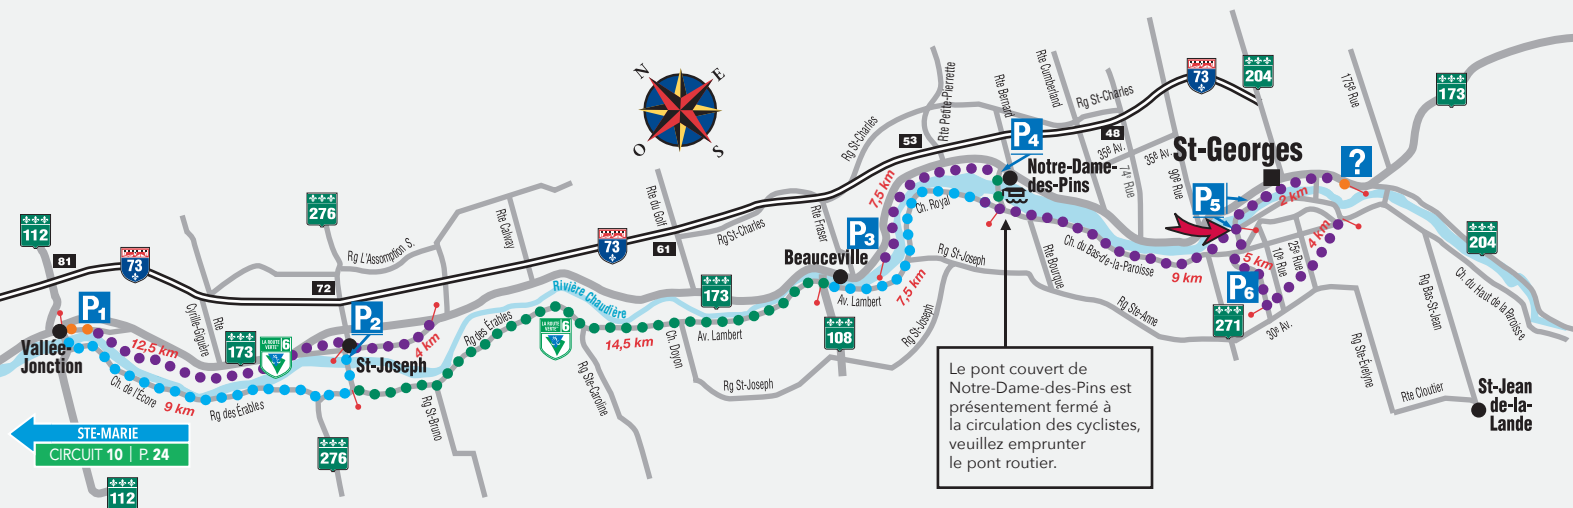 N
E
O
S
112
81
73
P1
Vallée-
Jonction
12,5 km
Ch. de l'Écore
9 km
Rg des Érables
STE-MARIE
CIRCUIT 10 | P. 24
112
Cyrille-Giguère
Rte
173
LA ROUTE
VERTE
6
276
Rg L'Assomption S.
72
P2
St-Joseph
4 km
276
Rg St-Bruno
Rg des Érables
Rte Calway
Rivière Chaudière
LA ROUTE
VERTE
6
14,5 km
Rg Ste-Caroline
73
61
Rte du Golf
Rg St-Charles
173
Ch. Doyon
Av. Lambert
Rg St-Joseph
Rte Fraser
Beauceville
P3
Av. Lambert
108
7,5 km
7,5 km
Rg St-Charles
53
Rte Petite-Pierrette
Ch. Royal
Rg St-Joseph
Rg St-Joseph
Rte Bernard
P4
Notre-Dame-
des-Pins
Rte Cumberland
Rg St-Charles
48
35e Av.
74e Rue
35e Av.
90e Rue
Rte Bourque
Ch. du Bas-de-la-Paroisse
9 km
Rg Ste-Anne
Le pont couvert de
Notre-Dame-des-Pins est
présentement fermé à
la circulation des cyclistes,
veuillez emprunter
le pont routier.
73
204
St-Georges
P5
2 km
?
175e Rue
173
5 km
10e Rue
25e Rue
4 km
P6
271
30e Av.
204
Ch. du Haut de la Paroisse
Rg Bas-St-Jean
Rg Ste-Évelyne
Rte Cloutier
St-Jean
de-la-
Lande